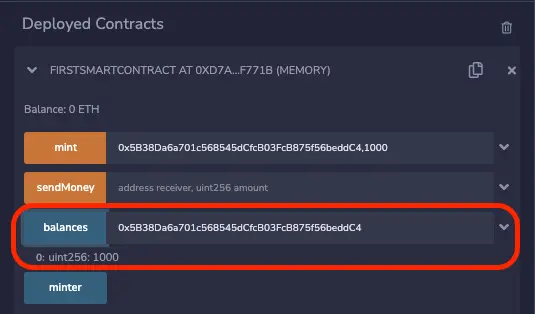 Deployed Contracts
FIRSTSMARTCONTRACT AT 0XD7A...F771B (MEMORY)
Balance: 0 ETH
mint 0x5B38Da6a701c568545dCfcB03FcB875f56beddC4,1000
sendMoney address receiver, uint256 amount
balances 0x5B38Da6a701c568545dCfcB03FcB875f56beddC4
0: uint256: 1000
minter